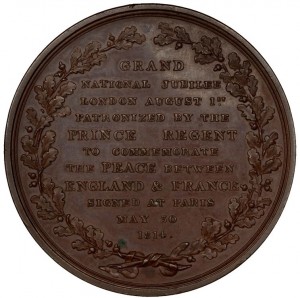 GRAND
NATIONAL JUBILEE
LONDON AUGUST 1ST
PATRONIZED BY THE
PRINCE REGENT
TO COMMEMORATE
THE PEACE BETWEEN
ENGLAND & FRANCE
SIGNED AT PARIS
MAY 30
1814.